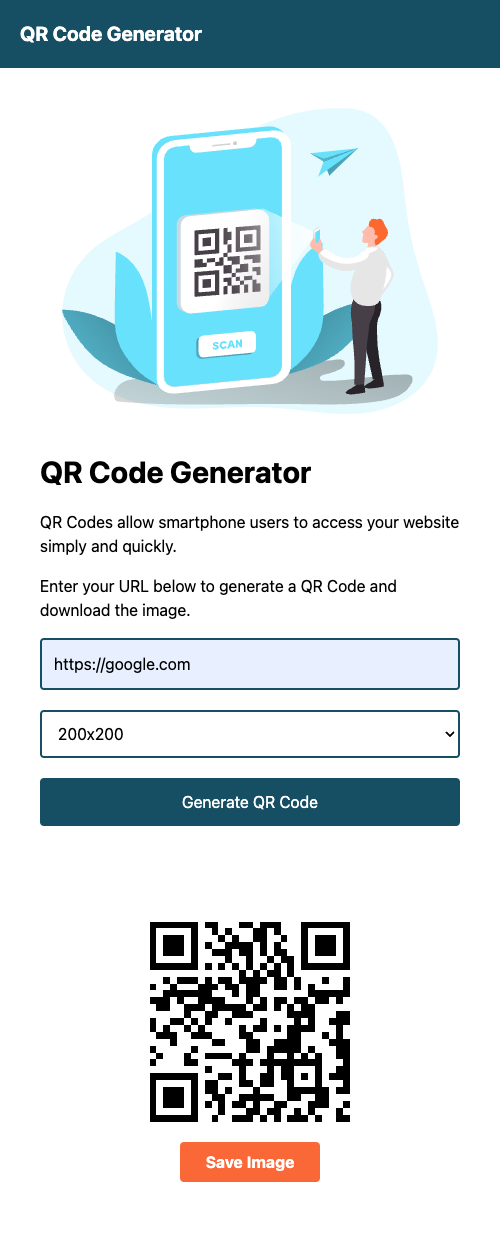 QR Code Generator
SCAN
QR Code Generator
QR Codes allow smartphone users to access your website
simply and quickly.
Enter your URL below to generate a QR Code and
download the image.
https://google.com
200x200
Generate QR Code
Save Image